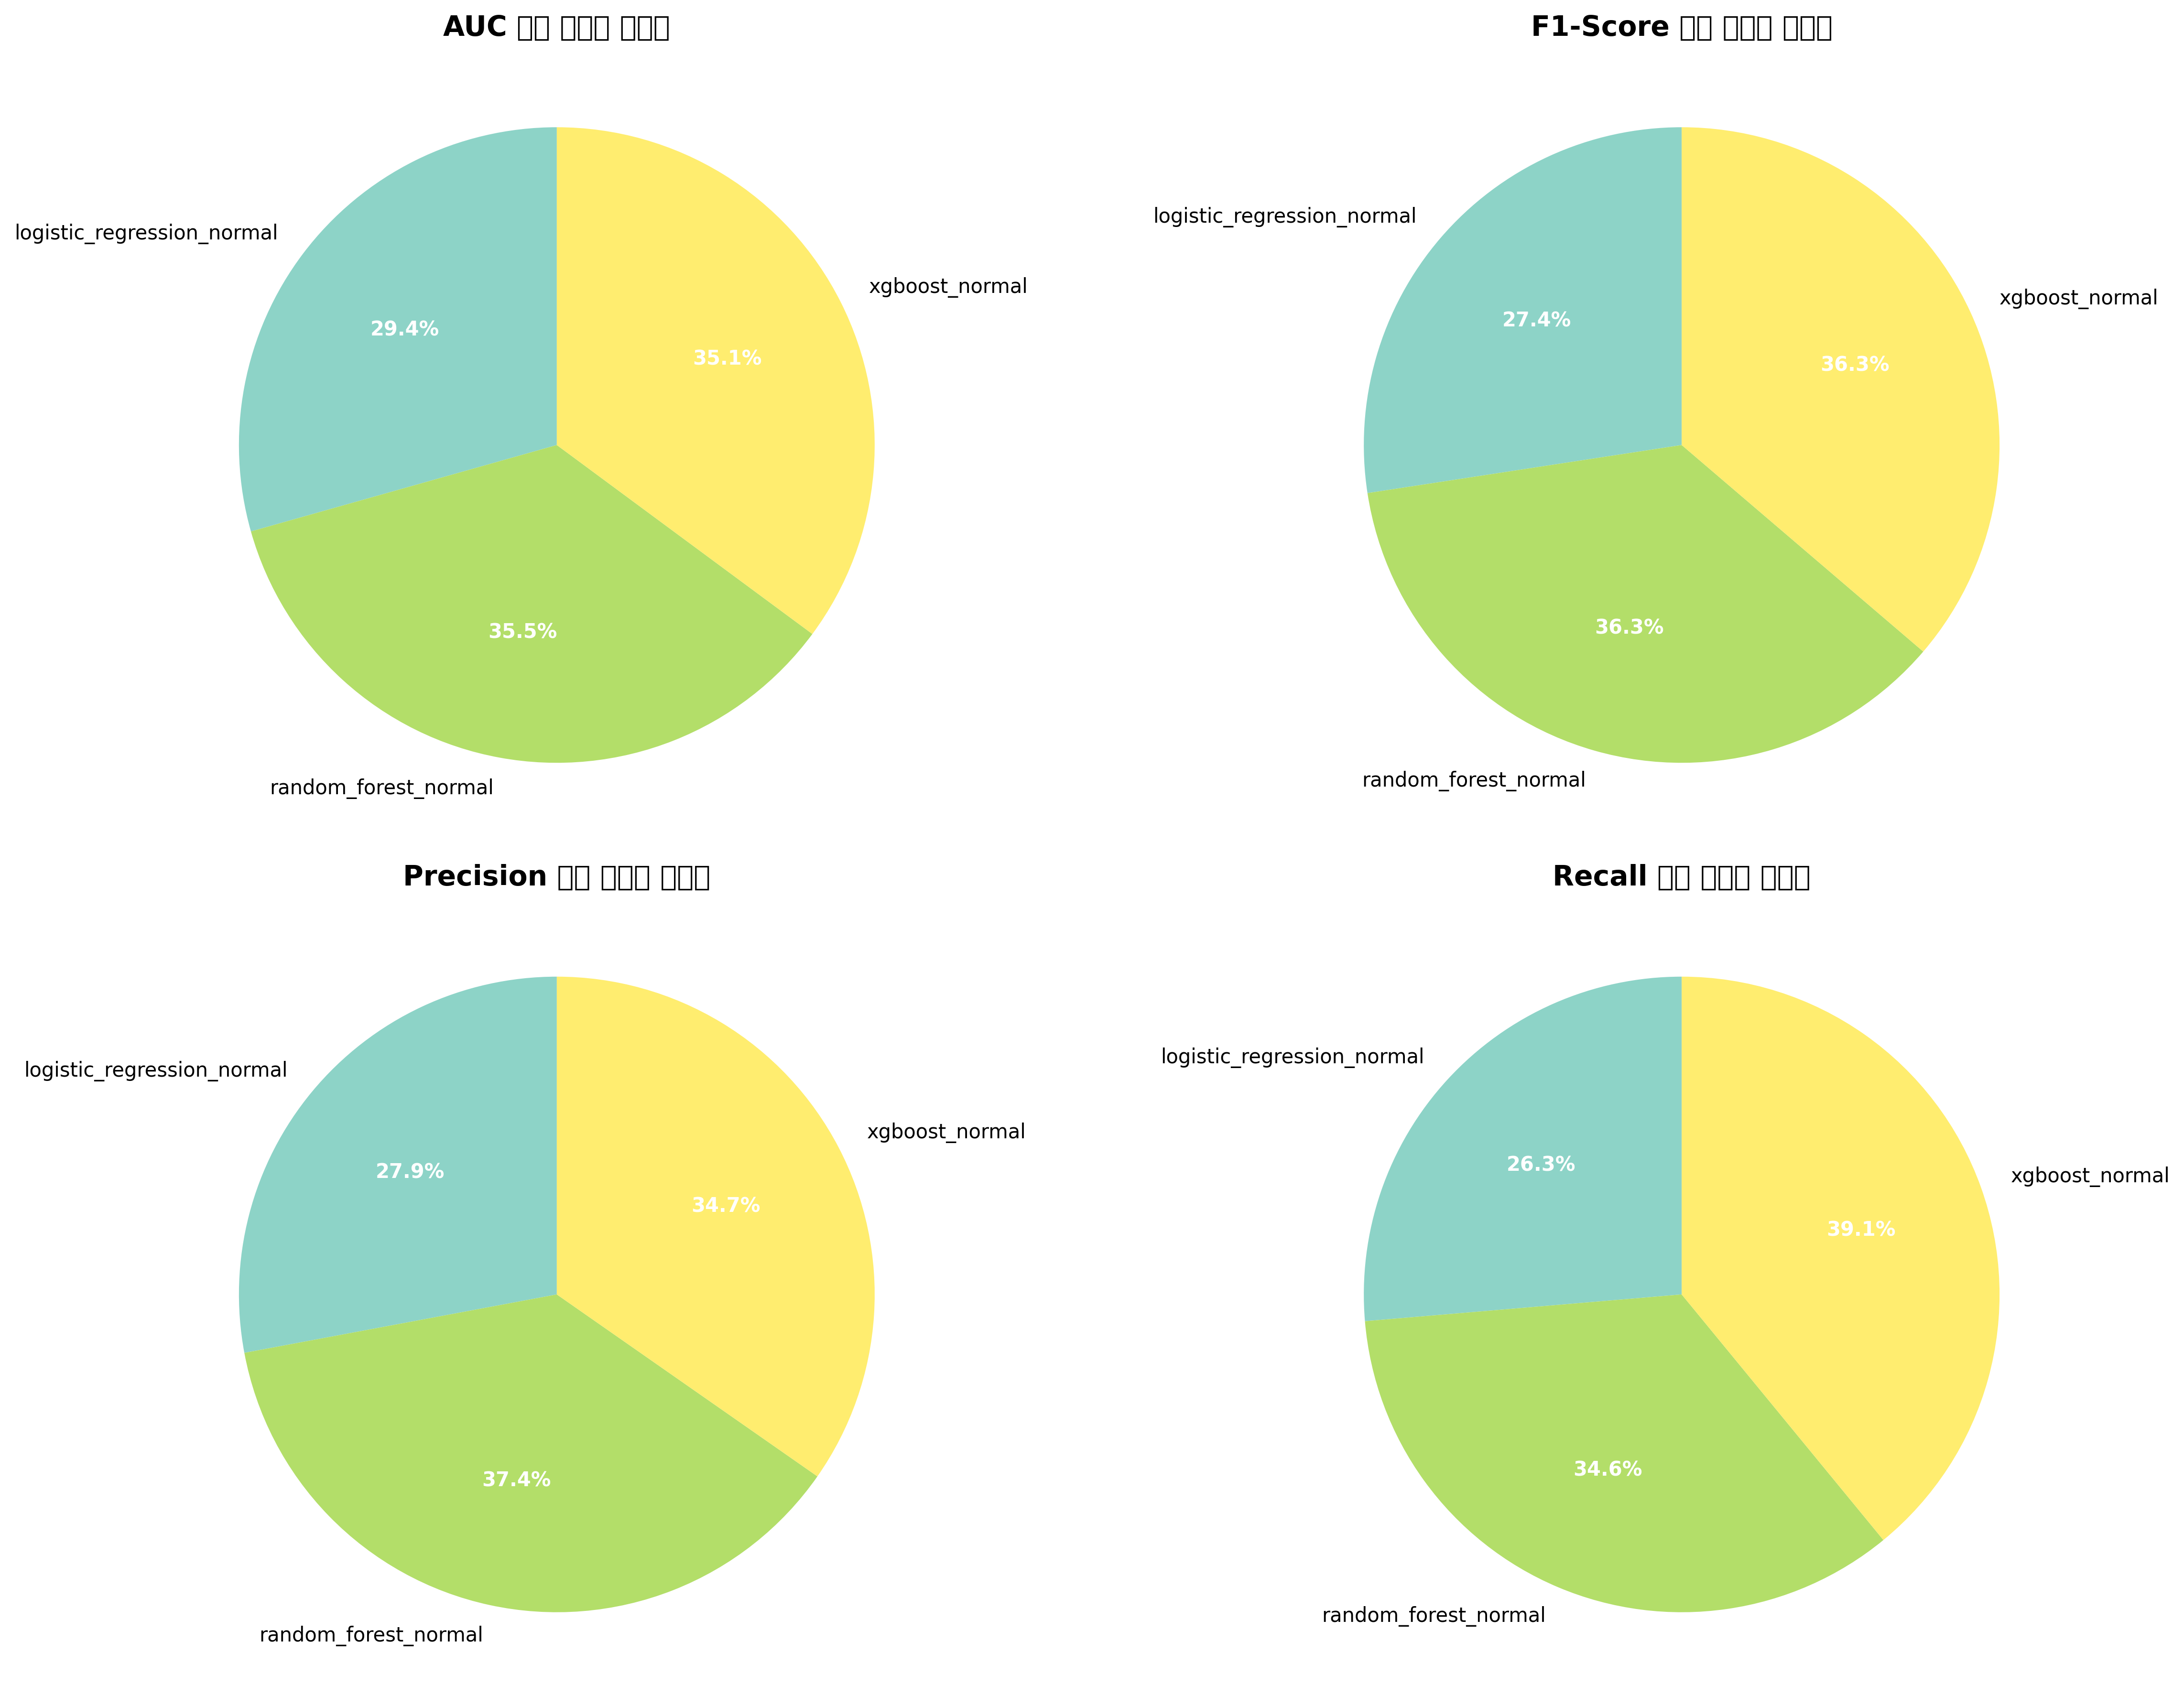 AUC
logistic_regression_normal
xgboost_normal
29.4%
35.1%
35.5%
random_forest_normal
F1-Score
logistic_regression_normal
xgboost_normal
27.4%
36.3%
36.3%
random_forest_normal
Precision
logistic_regression_normal
xgboost_normal
27.9%
34.7%
37.4%
random_forest_normal
Recall
logistic_regression_normal
xgboost_normal
26.3%
39.1%
34.6%
random_forest_normal